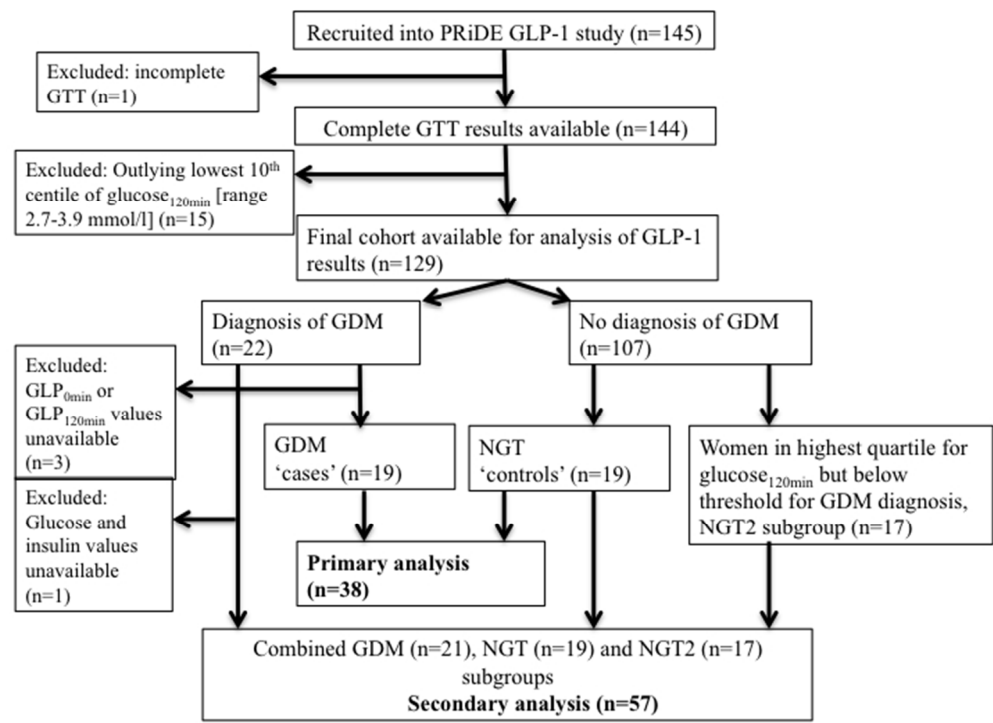 Recruited into PRiDE GLP-1 study (n=145)
Excluded: incomplete
GTT (n=1)
Complete GTT results available (n=144)
Excluded: Outlying lowest 10th
centile of glucose120min [range
2.7-3.9 mmol/l] (n=15)
Final cohort available for analysis of GLP-1
results (n=129)
Diagnosis of GDM
(n=22)
No diagnosis of GDM
(n=107)
Excluded:
GLP0min or
GLP120min values
unavailable
(n=3)
GDM
‘cases’ (n=19)
NGT
‘controls’ (n=19)
Women in highest quartile for
glucose120min but below
threshold for GDM diagnosis,
NGT2 subgroup (n=17)
Excluded:
Glucose and
insulin values
unavailable
(n=1)
Primary analysis
(n=38)
Combined GDM (n=21), NGT (n=19) and NGT2 (n=17)
subgroups
Secondary analysis (n=57)